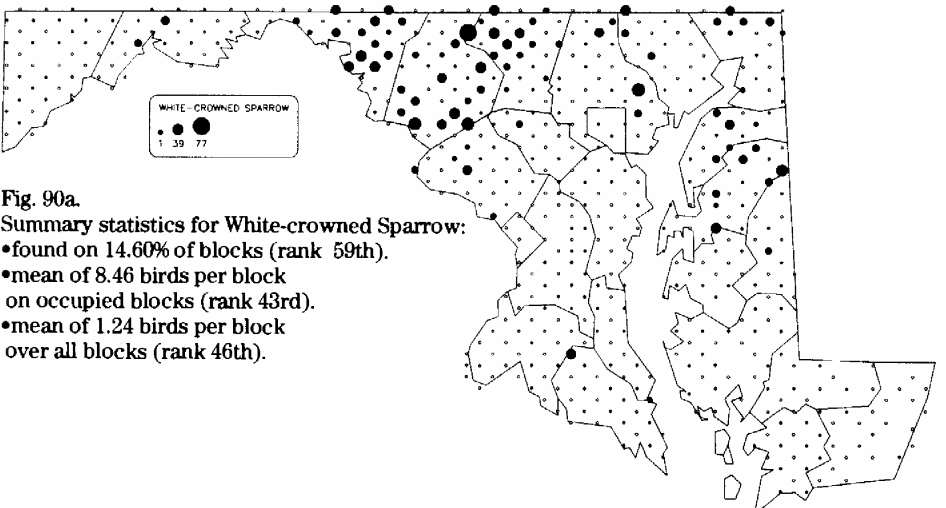 WHITE-CROWNED SPARROW
1 39 77
Fig. 90a.
Summary statistics for White-crowned Sparrow:
•found on 14.60% of blocks (rank 59th).
•mean of 8.46 birds per block
on occupied blocks (rank 43rd).
•mean of 1.24 birds per block
over all blocks (rank 46th).